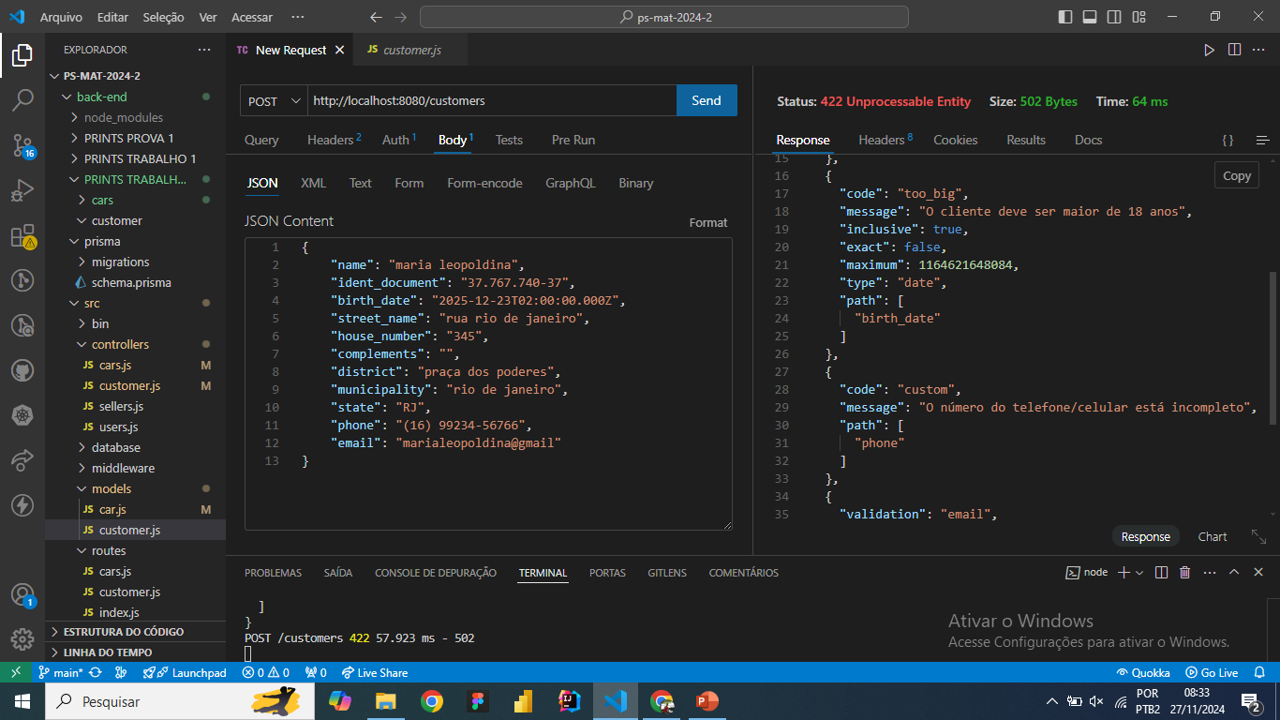 Arquivo Editar Seleção Ver Acessar ··· ps-mat-2024-2
EXPLORADOR ···
TC New Request
JS customer.js
PS-MAT-2024-2
back-end
node_modules
PRINTS PROVA 1
PRINTS TRABALHO 1
PRINTS TRABALH...
cars
customer
prisma
migrations
schema.prisma
src
bin
controllers
JS cars.js M
JS customer.js M
JS sellers.js
JS users.js
database
middleware
models
JS car.js M
JS customer.js
routes
JS cars.js
JS customer.js
JS index.js
ESTRUTURA DO CÓDIGO
LINHA DO TEMPO
16
1
POST http://localhost:8080/customers Send
Query Headers 2 Auth 1 Body 1 Tests Pre Run
JSON XML Text Form Form-encode GraphQL Binary
JSON Content Format
1 {
2 "name": "maria leopoldina",
3 "ident_document": "37.767.740-37",
4 "birth_date": "2025-12-23T02:00:00.000Z",
5 "street_name": "rua rio de janeiro",
6 "house_number": "345",
7 "complements": "",
8 "district": "praça dos poderes",
9 "municipality": "rio de janeiro",
10 "state": "RJ",
11 "phone": "(16) 99234-56766",
12 "email": "marialeopoldina@gmail"
13 }
Status: 422 Unprocessable Entity Size: 502 Bytes Time: 64 ms
Response Headers 8 Cookies Results Docs { }
Copy
15 },
16 {
17 "code": "too_big",
18 "message": "O cliente deve ser maior de 18 anos",
19 "inclusive": true,
20 "exact": false,
21 "maximum": 1164621648084,
22 "type": "date",
23 "path": [
24 "birth_date"
25 ]
26 },
27 {
28 "code": "custom",
29 "message": "O número do telefone/celular está incompleto",
30 "path": [
31 "phone"
32 ]
33 },
34 {
35 "validation": "email",
Response Chart
PROBLEMAS SAÍDA CONSOLE DE DEPURAÇÃO TERMINAL PORTAS GITLENS COMENTÁRIOS node
]
}
POST /customers 422 57.923 ms - 502
Ativar o Windows
Acesse Configurações para ativar o Windows.
main* Launchpad 0 0 0 Live Share Quokka Go Live
Pesquisar
POR
PTB2
08:33
27/11/2024
2